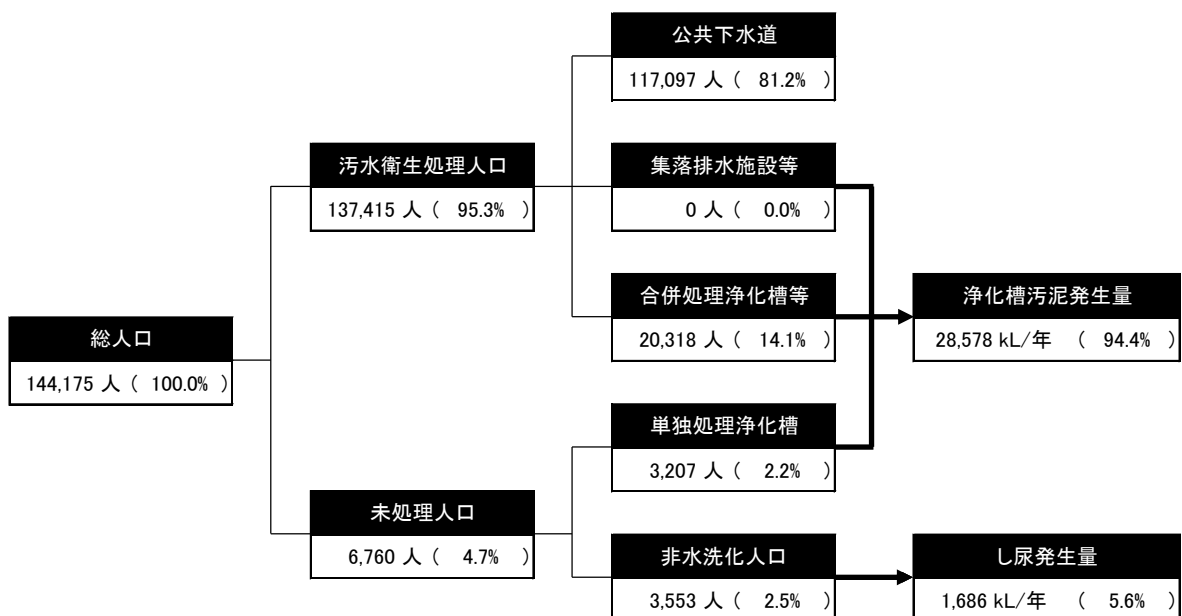 総人口
144,175 人 ( 100.0% )
汚水衛生処理人口
137,415 人 ( 95.3% )
未処理人口
6,760 人 ( 4.7% )
公共下水道
117,097 人 ( 81.2% )
集落排水施設等
0 人 ( 0.0% )
合併処理浄化槽等
20,318 人 ( 14.1% )
単独処理浄化槽
3,207 人 ( 2.2% )
非水洗化人口
3,553 人 ( 2.5% )
浄化槽汚泥発生量
28,578 kL/年 ( 94.4% )
し尿発生量
1,686 kL/年 ( 5.6% )